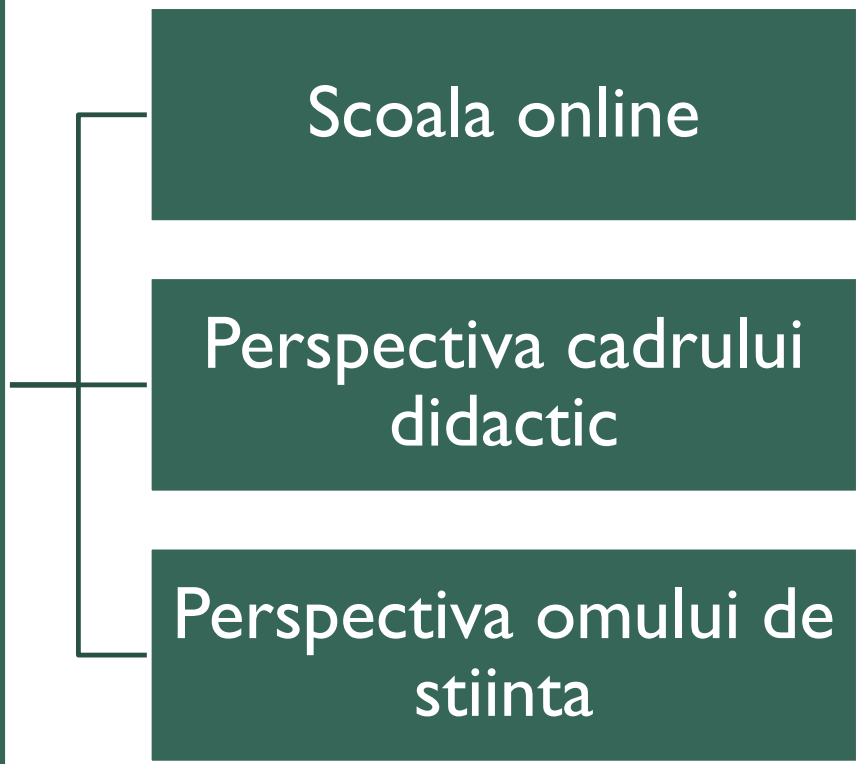 Scoala online
Perspectiva cadrului
didactic
Perspectiva omului de
stiinta